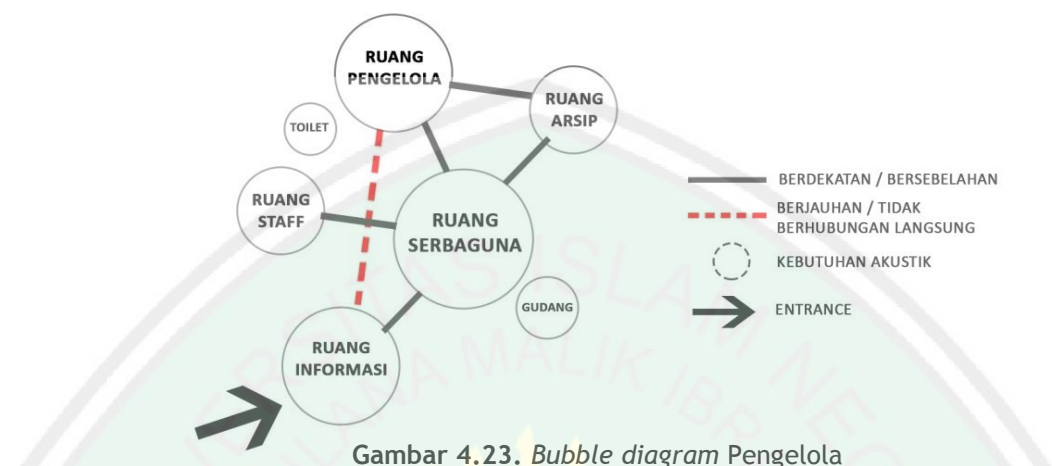 RUANG
PENGELOLA
RUANG
ARSIP
TOILET
RUANG
STAFF
RUANG
SERBAGUNA
GUDANG
RUANG
INFORMASI
BERDEKATAN / BERSEBELAHAN
BERJAUHAN / TIDAK
BERHUBUNGAN LANGSUNG
KEBUTUHAN AKUSTIK
ENTRANCE
Gambar 4.23. Bubble diagram Pengelola